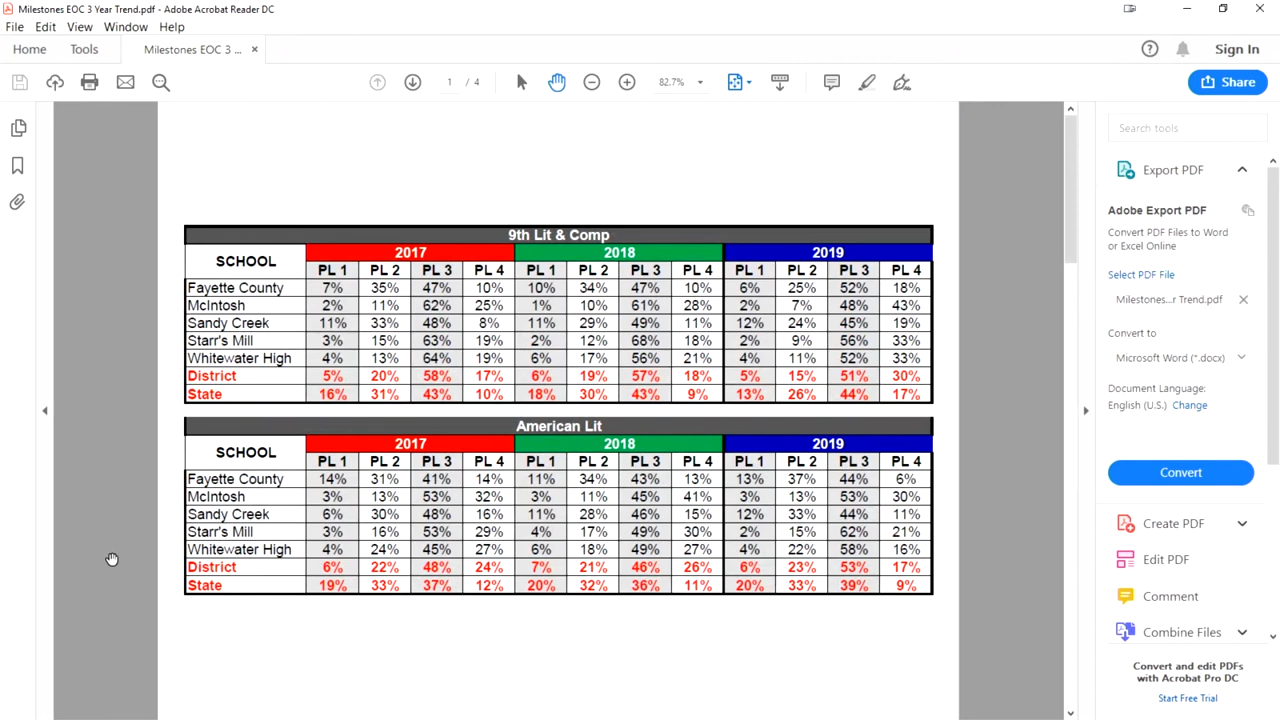 Milestones EOC 3 Year Trend.pdf - Adobe Acrobat Reader DC
File Edit View Window Help
Home Tools Milestones EOC 3 ... × Sign In
1 / 4 82.7% Share
Search tools
Export PDF
Adobe Export PDF
Convert PDF Files to Word
or Excel Online
Select PDF File
Milestones...r Trend.pdf
Convert to
Microsoft Word (*.docx)
Document Language:
English (U.S.) Change
Convert
Create PDF
Edit PDF
Comment
Combine Files
Convert and edit PDFs
with Acrobat Pro DC
Start Free Trial
9th Lit & Comp
SCHOOL 2017 2018 2019
PL 1 PL 2 PL 3 PL 4 PL 1 PL 2 PL 3 PL 4 PL 1 PL 2 PL 3 PL 4
Fayette County 7% 35% 47% 10% 10% 34% 47% 10% 6% 25% 52% 18%
McIntosh 2% 11% 62% 25% 1% 10% 61% 28% 2% 7% 48% 43%
Sandy Creek 11% 33% 48% 8% 11% 29% 49% 11% 12% 24% 45% 19%
Starr's Mill 3% 15% 63% 19% 2% 12% 68% 18% 2% 9% 56% 33%
Whitewater High 4% 13% 64% 19% 6% 17% 56% 21% 4% 11% 52% 33%
District 5% 20% 58% 17% 6% 19% 57% 18% 5% 15% 51% 30%
State 16% 31% 43% 10% 18% 30% 43% 9% 13% 26% 44% 17%
American Lit
SCHOOL 2017 2018 2019
PL 1 PL 2 PL 3 PL 4 PL 1 PL 2 PL 3 PL 4 PL 1 PL 2 PL 3 PL 4
Fayette County 14% 31% 41% 14% 11% 34% 43% 13% 13% 37% 44% 6%
McIntosh 3% 13% 53% 32% 3% 11% 45% 41% 3% 13% 53% 30%
Sandy Creek 6% 30% 48% 16% 11% 28% 46% 15% 12% 33% 44% 11%
Starr's Mill 3% 16% 53% 29% 4% 17% 49% 30% 2% 15% 62% 21%
Whitewater High 4% 24% 45% 27% 6% 18% 49% 27% 4% 22% 58% 16%
District 6% 22% 48% 24% 7% 21% 46% 26% 6% 23% 53% 17%
State 19% 33% 37% 12% 20% 32% 36% 11% 20% 33% 39% 9%